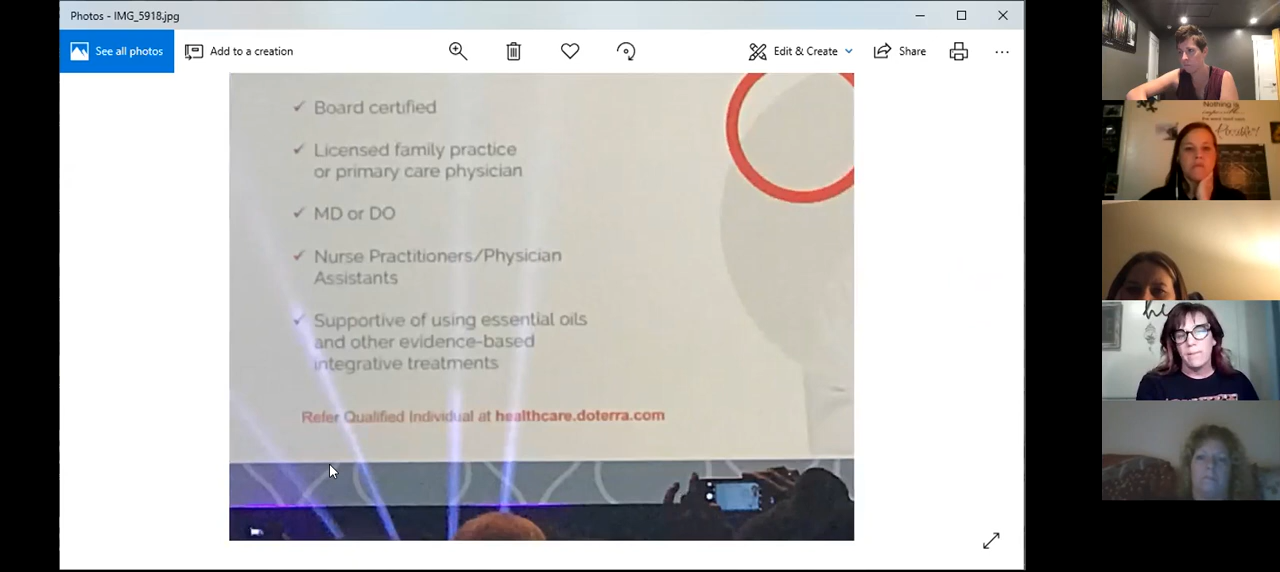 Photos - IMG_5918.jpg
See all photos
Add to a creation
Edit & Create
Share
✓ Board certified
✓ Licensed family practice
or primary care physician
✓ MD or DO
✓ Nurse Practitioners/Physician
Assistants
✓ Supportive of using essential oils
and other evidence-based
integrative treatments
Refer Qualified Individual at healthcare.doterra.com
Nothing is